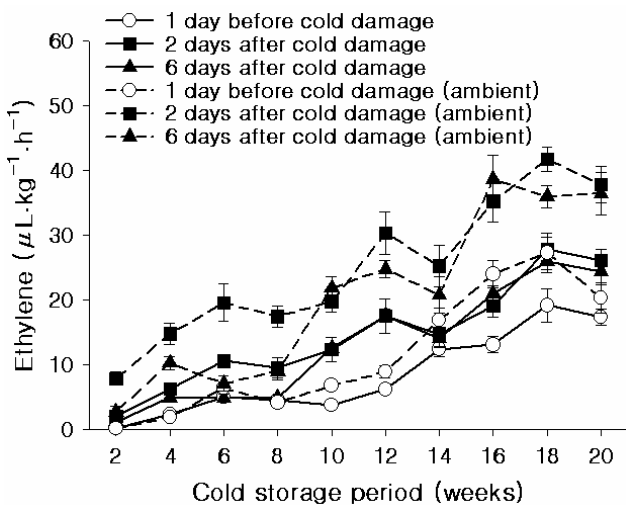 1 day before cold damage
2 days after cold damage
6 days after cold damage
1 day before cold damage (ambient)
2 days after cold damage (ambient)
6 days after cold damage (ambient)
Ethylene (μL·kg⁻¹·h⁻¹)
60
50
40
30
20
10
0
2 4 6 8 10 12 14 16 18 20
Cold storage period (weeks)